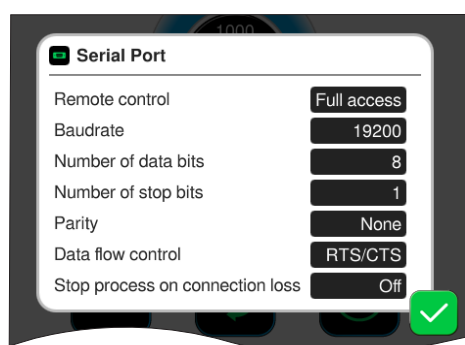 1000
Serial Port
Remote control Full access
Baudrate 19200
Number of data bits 8
Number of stop bits 1
Parity None
Data flow control RTS/CTS
Stop process on connection loss Off